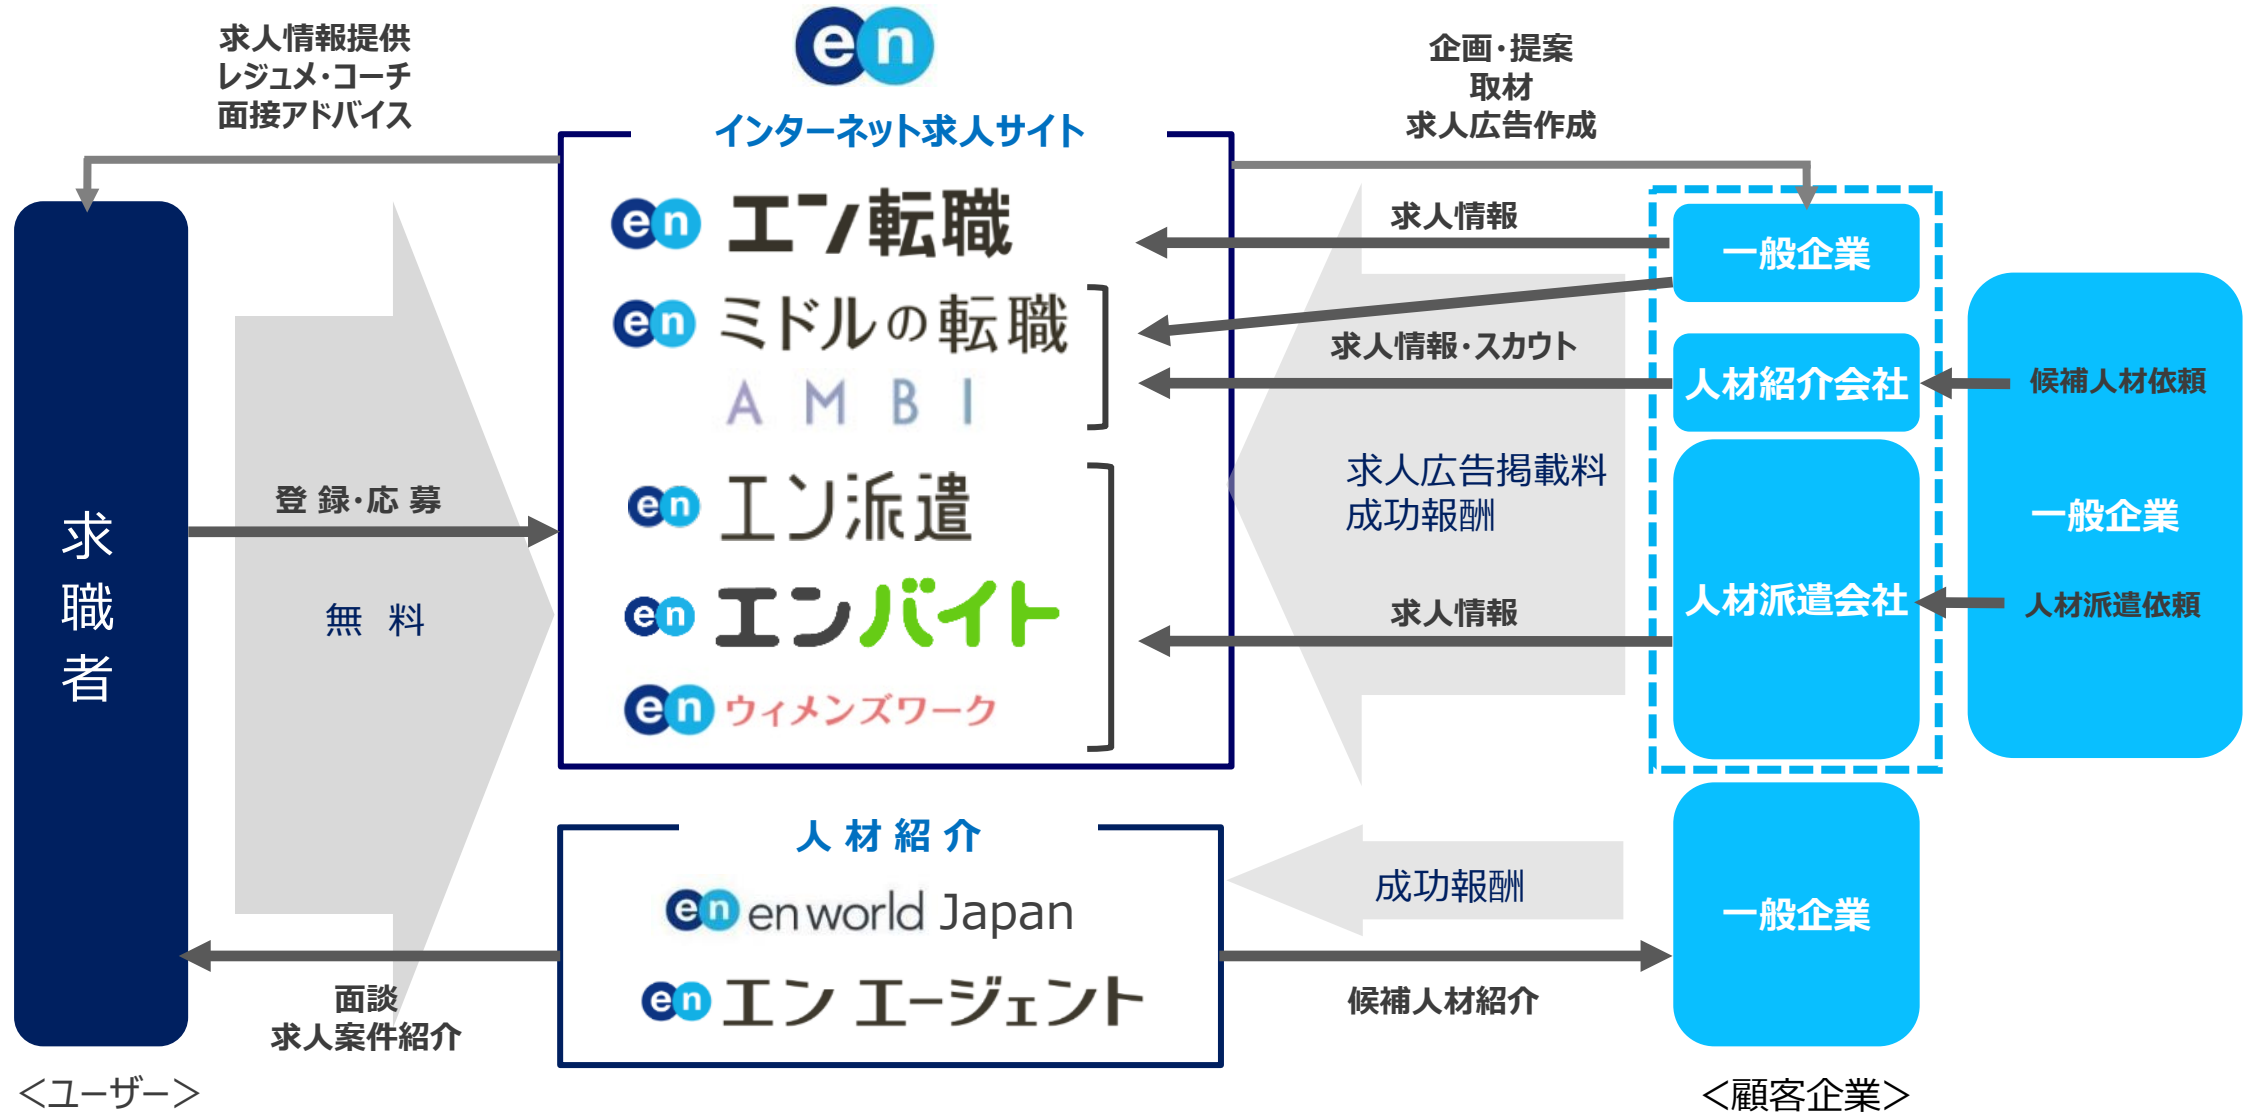 求人情報提供
レジュメ・コーチ
面接アドバイス
en
インターネット求人サイト
企画・提案
取材
求人広告作成
en エン転職
en ミドルの転職
AMBI
en エン派遣
en エンバイト
en ウィメンズワーク
求人情報
求人情報・スカウト
求人広告掲載料
成功報酬
求人情報
一般企業
人材紹介会社
人材派遣会社
候補人材依頼
一般企業
人材派遣依頼
求職者
登 録・応 募
無 料
人 材 紹 介
en en world Japan
en エン エージェント
面談
求人案件紹介
成功報酬
候補人材紹介
一般企業
＜ユーザー＞
＜顧客企業＞